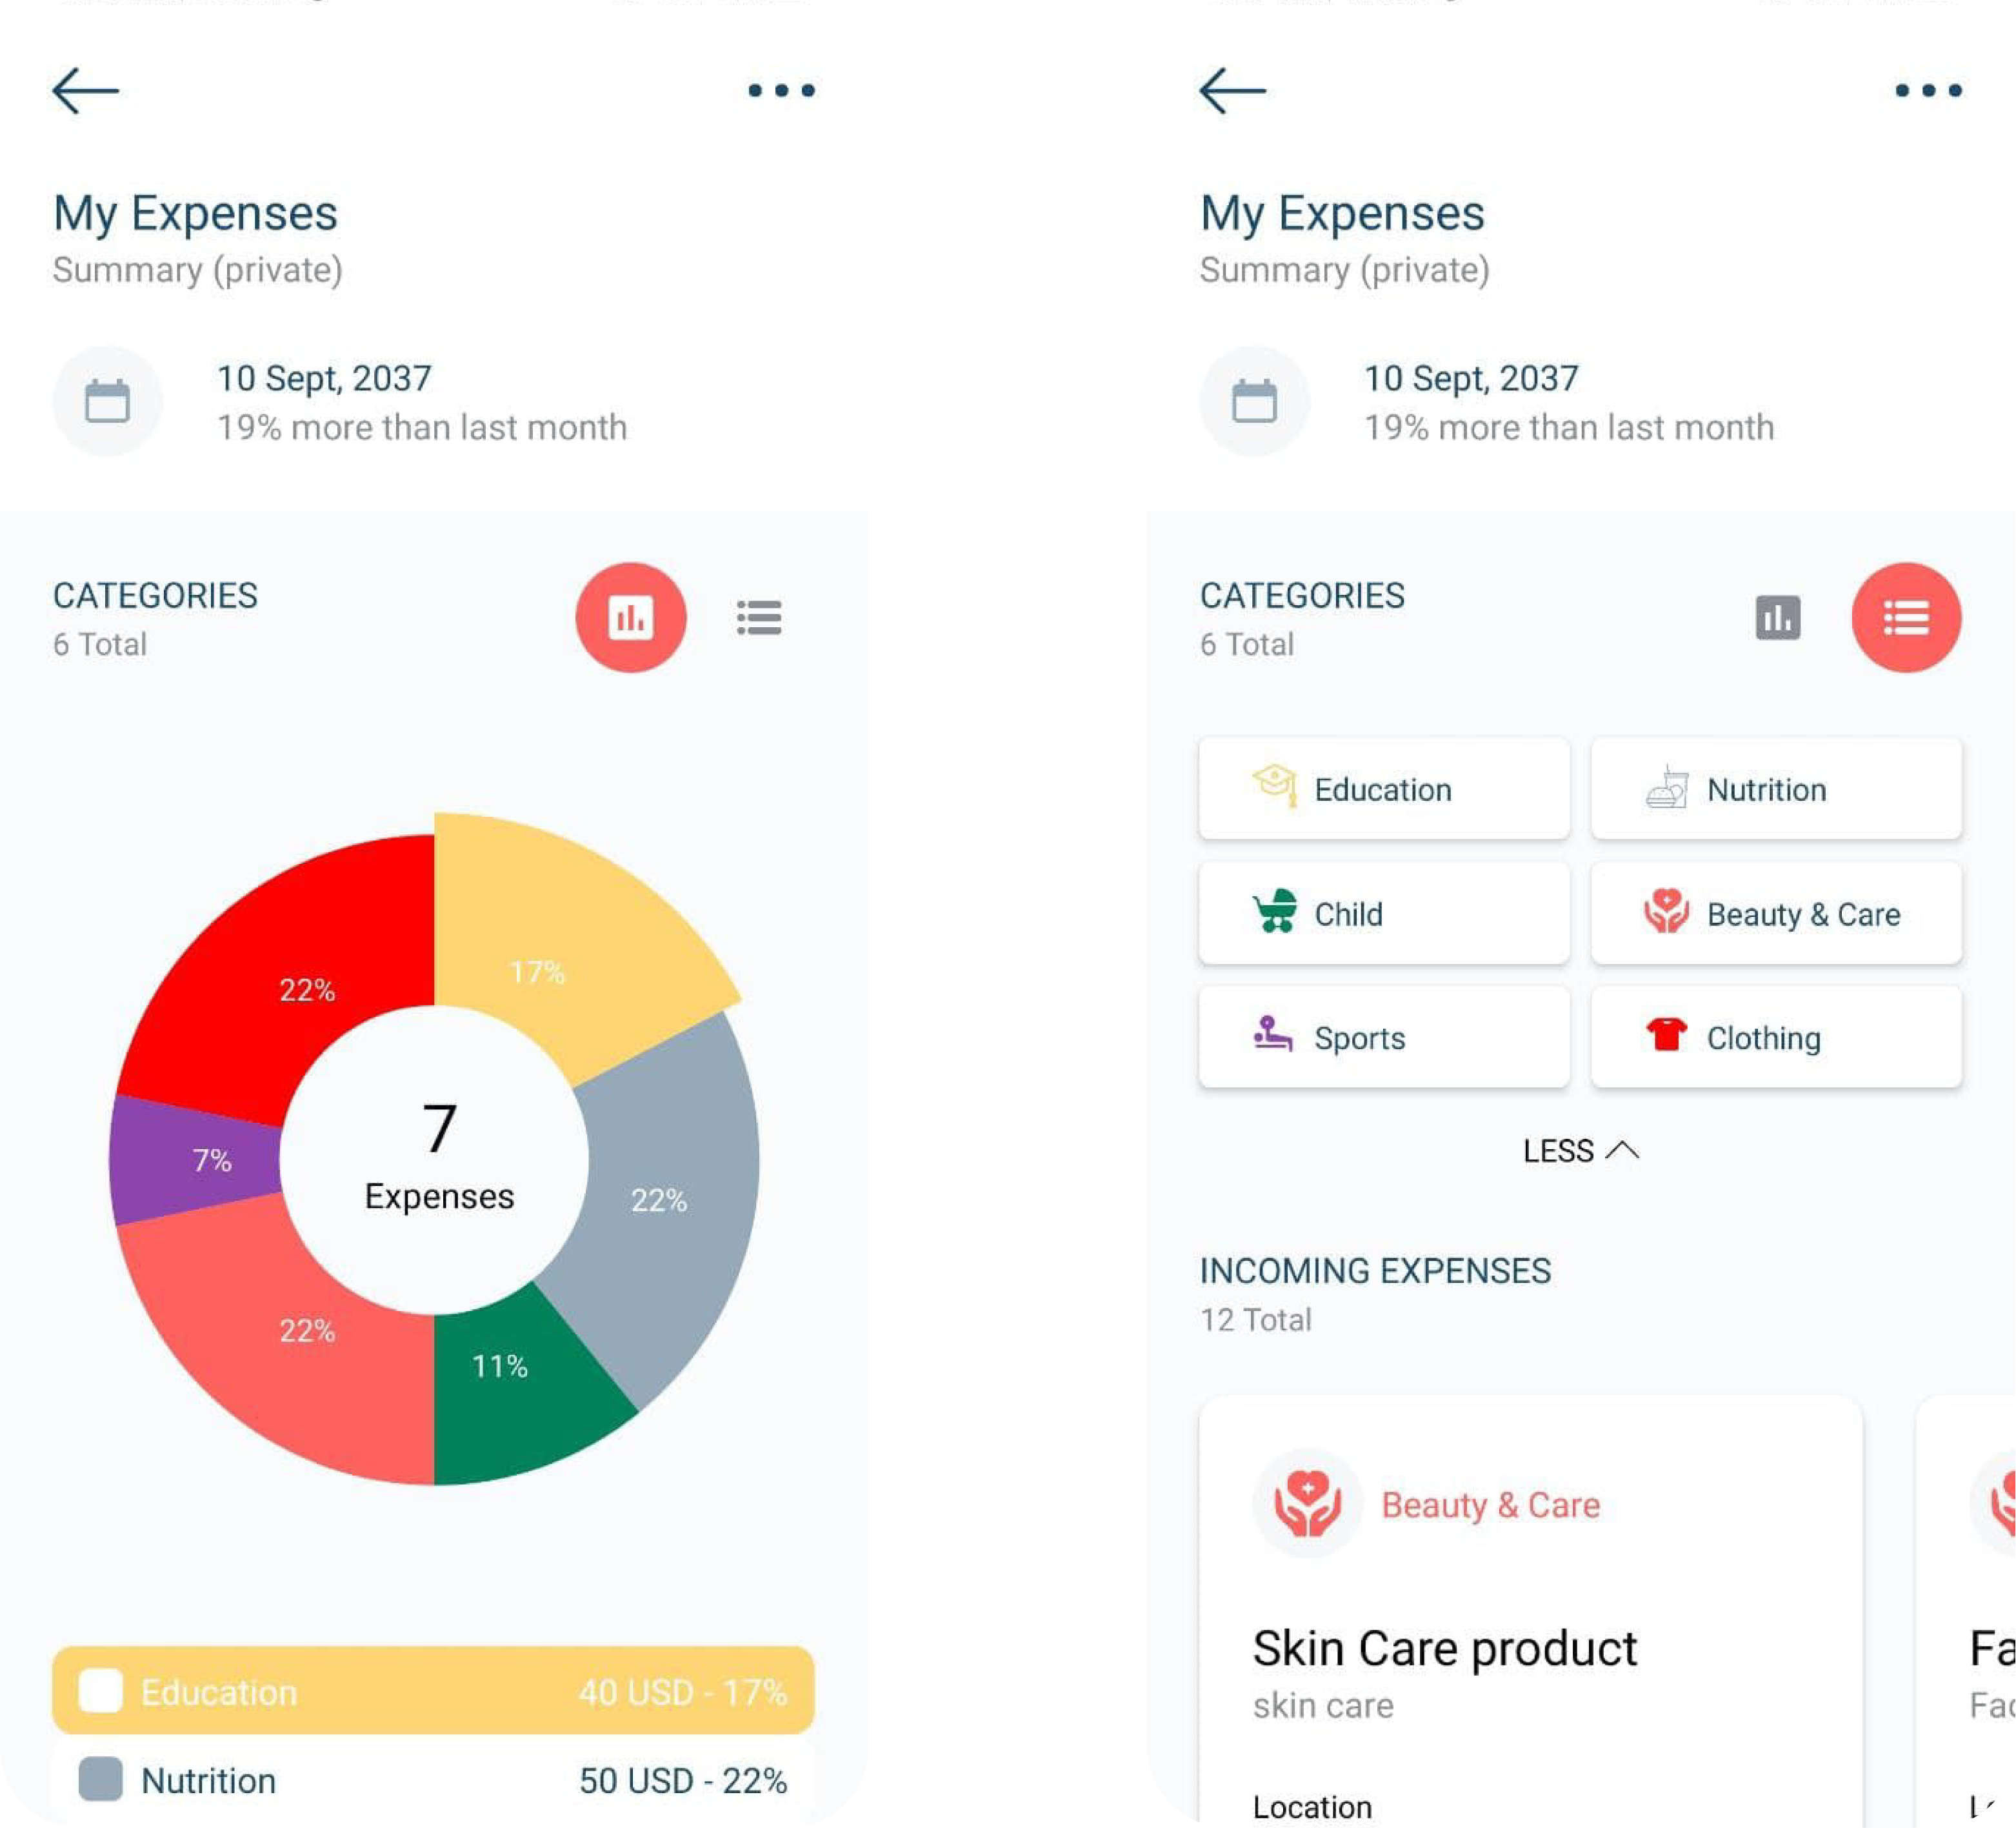 My Expenses
Summary (private)
10 Sept, 2037
19% more than last month
CATEGORIES
6 Total
17%
22%
22%
7%
22%
11%
7
Expenses
Education 40 USD - 17%
Nutrition 50 USD - 22%
My Expenses
Summary (private)
10 Sept, 2037
19% more than last month
CATEGORIES
6 Total
Education
Nutrition
Child
Beauty & Care
Sports
Clothing
LESS
INCOMING EXPENSES
12 Total
Beauty & Care
Skin Care product
skin care
Location
Fa
Fac